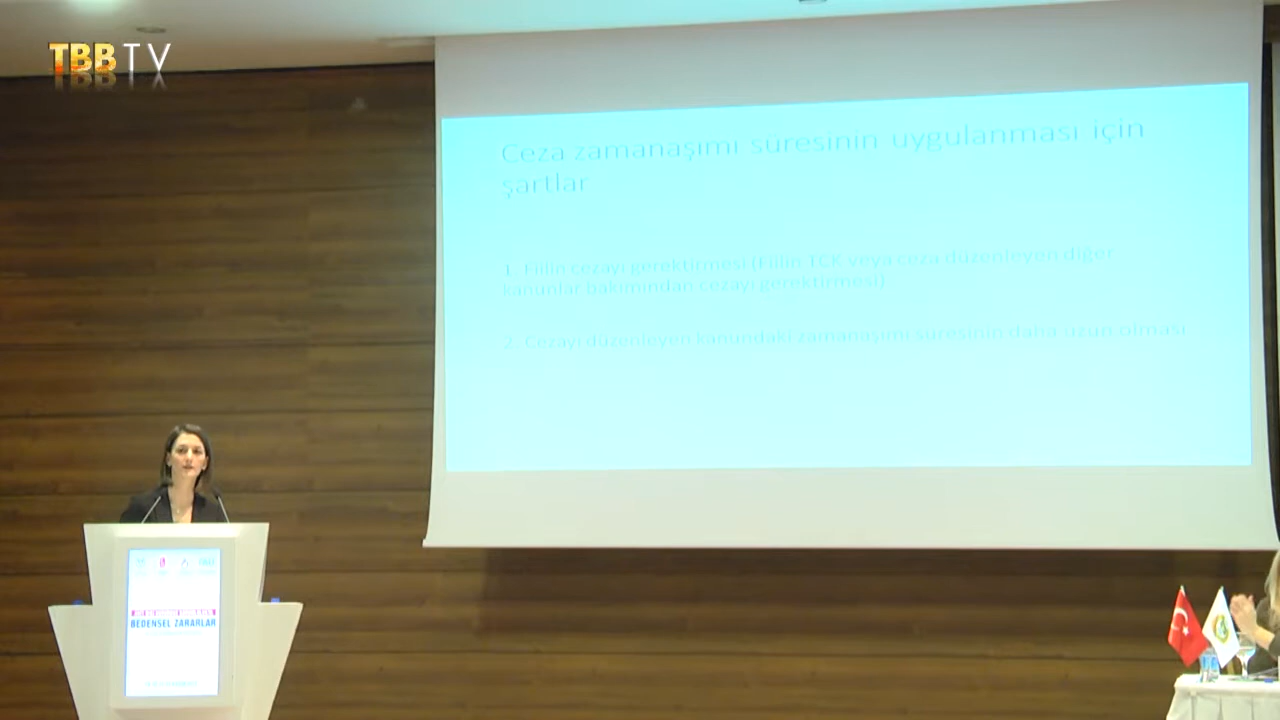 TBB TV
Ceza zamanaşımı süresinin uygulanması için
şartlar
1. Fiilin cezayı gerektirmesi (Fiilin TCK veya ceza düzenleyen diğer
kanunlar bakımından cezayı gerektirmesi)
2. Cezayı düzenleyen kanundaki zamanaşımı süresinin daha uzun olması
BEDENSEL ZARARLAR